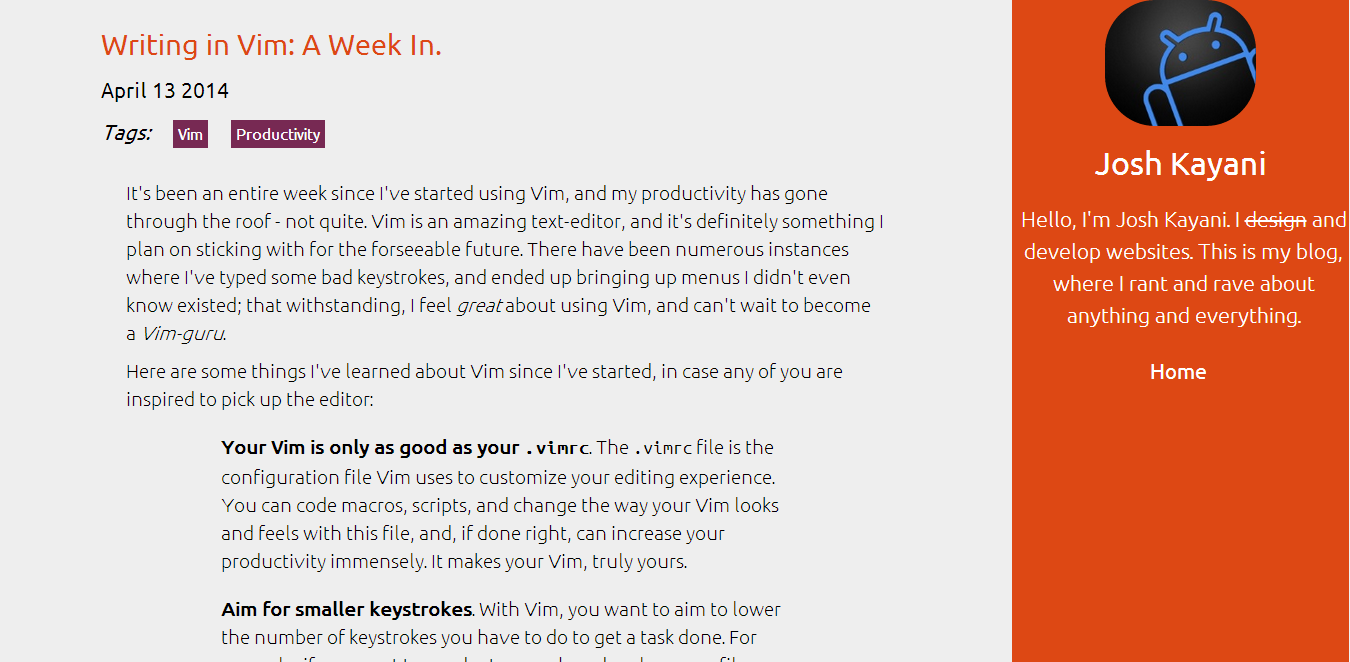 Writing in Vim: A Week In.
April 13 2014
Tags: Vim Productivity
It's been an entire week since I've started using Vim, and my productivity has gone
through the roof - not quite. Vim is an amazing text-editor, and it's definitely something I
plan on sticking with for the forseeable future. There have been numerous instances
where I've typed some bad keystrokes, and ended up bringing up menus I didn't even
know existed; that withstanding, I feel great about using Vim, and can't wait to become
a Vim-guru.
Here are some things I've learned about Vim since I've started, in case any of you are
inspired to pick up the editor:
Your Vim is only as good as your .vimrc. The .vimrc file is the
configuration file Vim uses to customize your editing experience.
You can code macros, scripts, and change the way your Vim looks
and feels with this file, and, if done right, can increase your
productivity immensely. It makes your Vim, truly yours.
Aim for smaller keystrokes. With Vim, you want to aim to lower
the number of keystrokes you have to do to get a task done. For
Josh Kayani
Hello, I'm Josh Kayani. I design and
develop websites. This is my blog,
where I rant and rave about
anything and everything.
Home